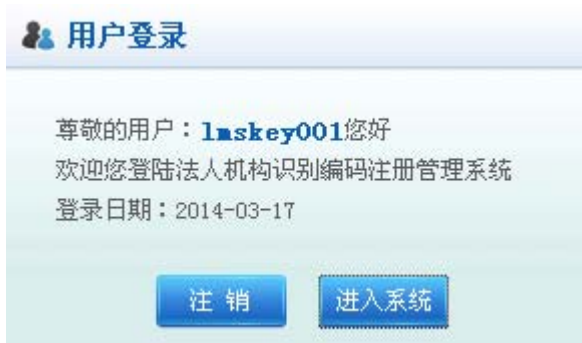 用户登录
尊敬的用户：lmskey001您好
欢迎您登陆法人机构识别编码注册管理系统
登录日期：2014-03-17
注 销 进入系统